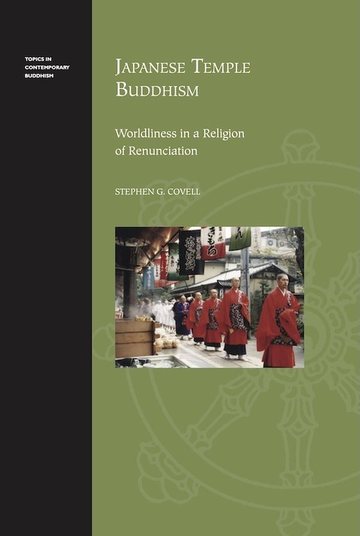 TOPICS IN
CONTEMPORARY
BUDDHISM
JAPANESE TEMPLE
BUDDHISM
Worldliness in a Religion
of Renunciation
STEPHEN G. COVELL